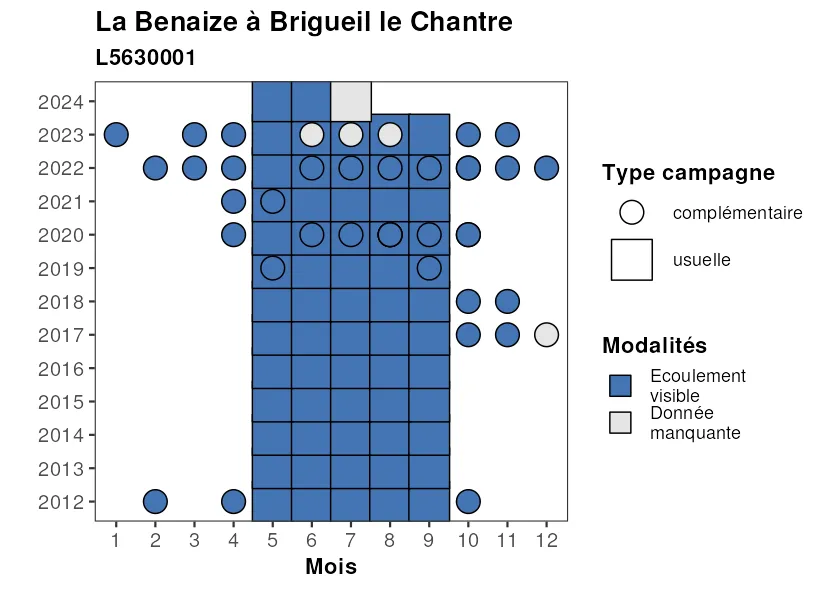 La Benaize à Brigueil le Chantre
L5630001
2024
2023
2022
2021
2020
2019
2018
2017
2016
2015
2014
2013
2012
1 2 3 4 5 6 7 8 9 10 11 12
Mois
Type campagne
complémentaire
usuelle
Modalités
Ecoulement
visible
Donnée
manquante